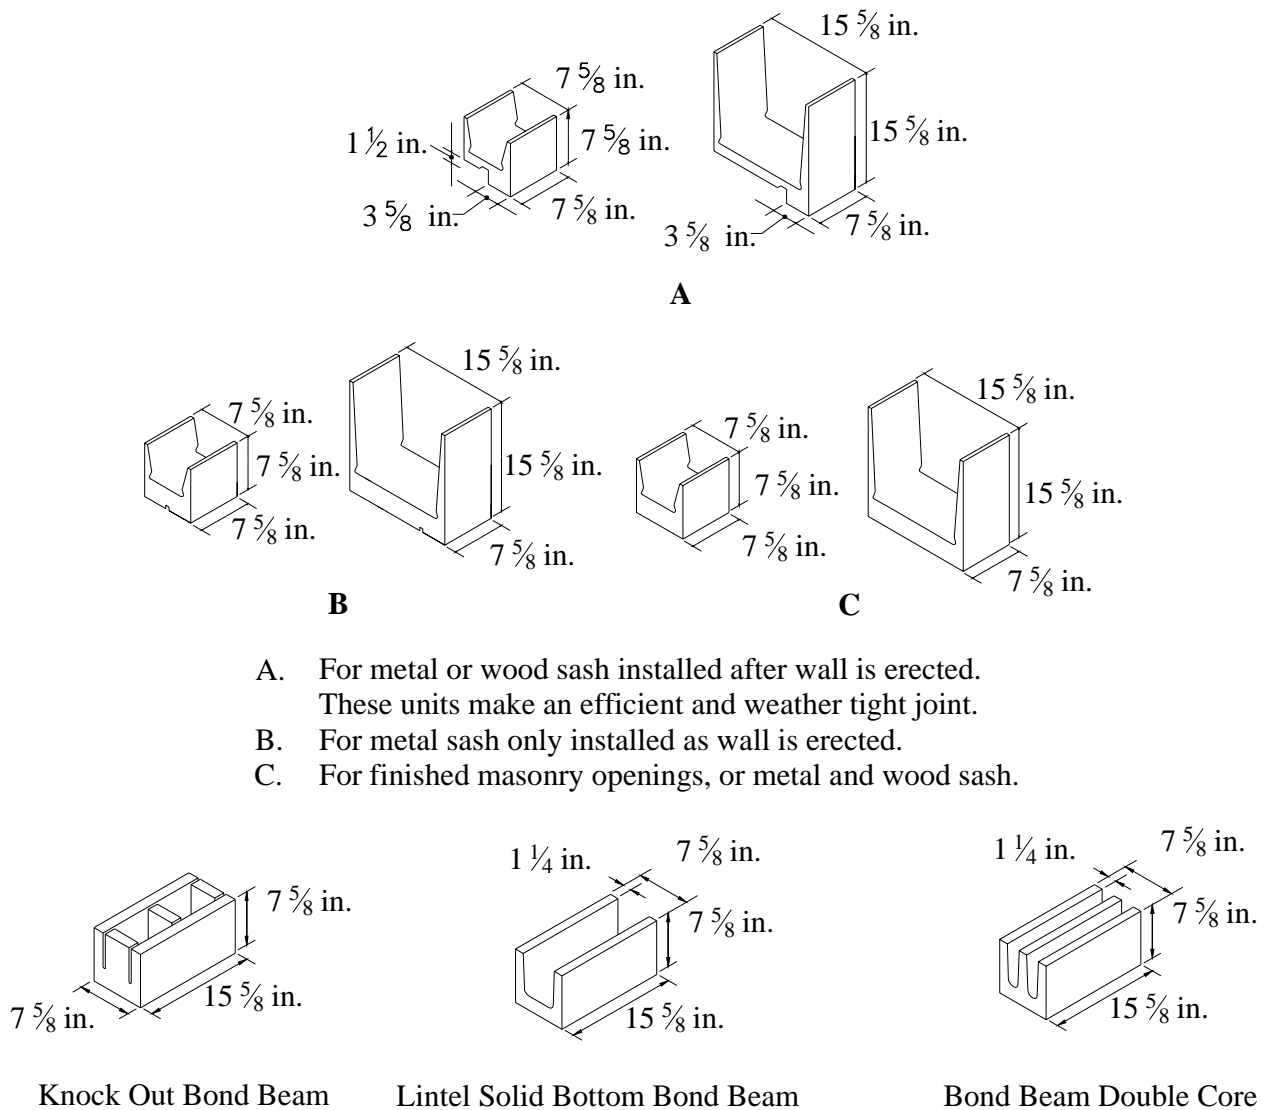 15 5⁄8 in.
7 5⁄8 in.
1 1⁄2 in.
7 5⁄8 in.
15 5⁄8 in.
3 5⁄8 in.
7 5⁄8 in.
3 5⁄8 in.
7 5⁄8 in.
A
15 5⁄8 in.
7 5⁄8 in.
7 5⁄8 in.
15 5⁄8 in.
7 5⁄8 in.
7 5⁄8 in.
B
15 5⁄8 in.
7 5⁄8 in.
7 5⁄8 in.
15 5⁄8 in.
7 5⁄8 in.
7 5⁄8 in.
C
A. For metal or wood sash installed after wall is erected.
These units make an efficient and weather tight joint.
B. For metal sash only installed as wall is erected.
C. For finished masonry openings, or metal and wood sash.
7 5⁄8 in.
15 5⁄8 in.
7 5⁄8 in.
Knock Out Bond Beam
1 1⁄4 in.
7 5⁄8 in.
7 5⁄8 in.
15 5⁄8 in.
Lintel Solid Bottom Bond Beam
1 1⁄4 in.
7 5⁄8 in.
7 5⁄8 in.
15 5⁄8 in.
Bond Beam Double Core